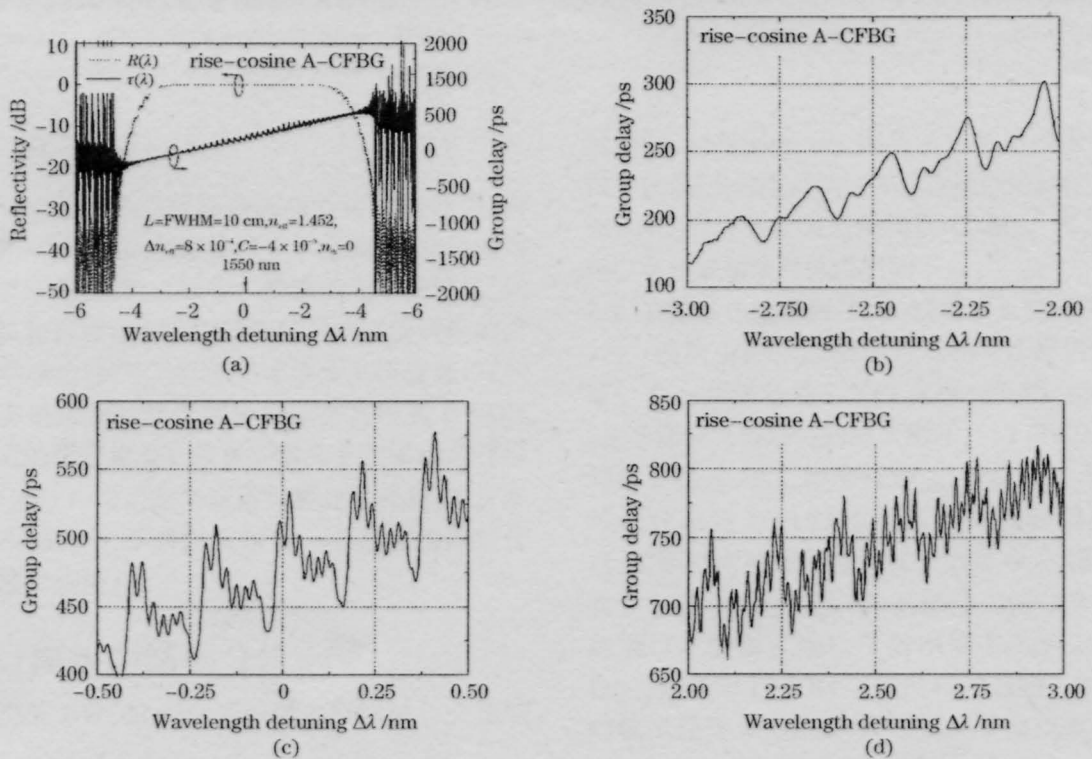 10
0
−10
−20
−30
−40
−50
Reflectivity /dB
R(λ)
τ(λ)
rise−cosine A−CFBG
L=FWHM=10 cm,
1550 nm
2000
1500
1000
500
0
−500
−1000
−1500
−2000
Group delay /ps
−6 −4 −2 0 −2 −4 −6
Wavelength detuning Δλ /nm
(a)
350
300
250
200
100
Group delay /ps
rise−cosine A−CFBG
−3.00 −2.750 −2.50 −2.25 −2.00
Wavelength detuning Δλ /nm
(b)
600
550
500
450
400
Group delay /ps
rise−cosine A−CFBG
−0.50 −0.25 0 0.25 0.50
Wavelength detuning Δλ /nm
(c)
850
800
750
700
650
Group delay /ps
rise−cosine A−CFBG
2.00 2.25 2.50 2.75 3.00
Wavelength detuning Δλ /nm
(d)